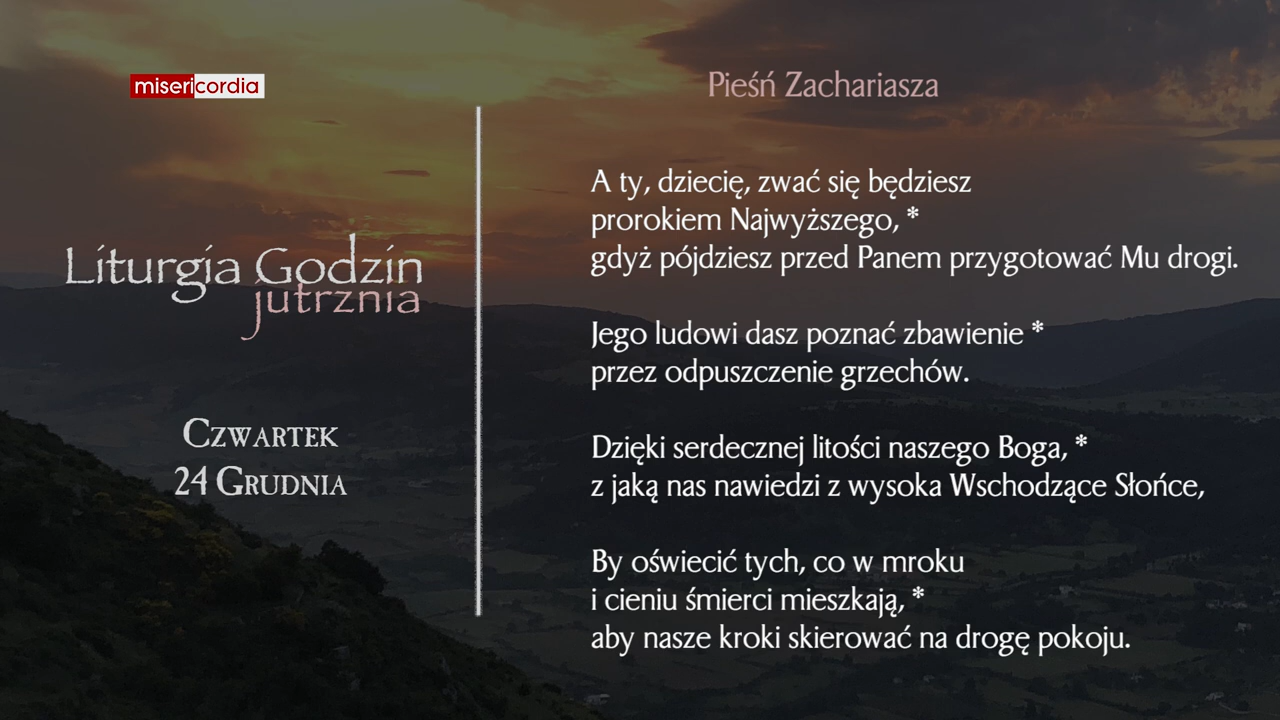 misericordia
Liturgia Godzin
jutrznia
Czwartek
24 Grudnia
Pieśń Zachariasza
A ty, dziecię, zwać się będziesz
prorokiem Najwyższego, *
gdyż pójdziesz przed Panem przygotować Mu drogi.
Jego ludowi dasz poznać zbawienie *
przez odpuszczenie grzechów.
Dzięki serdecznej litości naszego Boga, *
z jaką nas nawiedzi z wysoka Wschodzące Słońce,
By oświecić tych, co w mroku
i cieniu śmierci mieszkają, *
aby nasze kroki skierować na drogę pokoju.